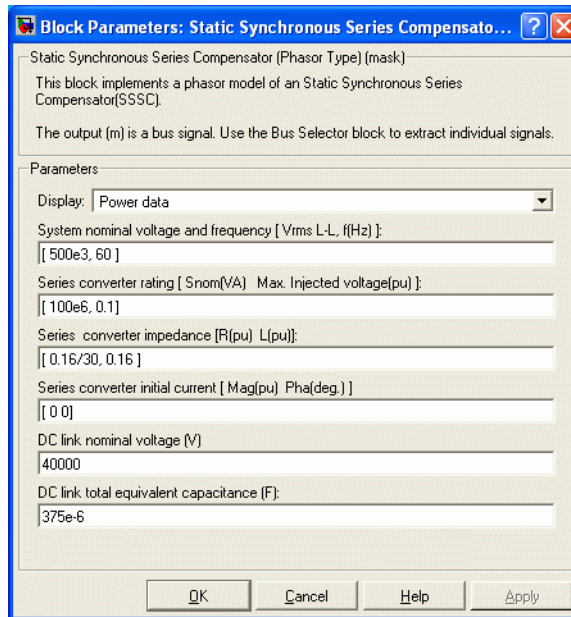 Block Parameters: Static Synchronous Series Compensato...
Static Synchronous Series Compensator (Phasor Type) (mask)
This block implements a phasor model of an Static Synchronous Series
Compensator(SSSC).
The output (m) is a bus signal. Use the Bus Selector block to extract individual signals.
Parameters
Display: Power data
System nominal voltage and frequency [ Vrms L-L, f(Hz) ]:
[ 500e3, 60 ]
Series converter rating [ Snom(VA) Max. Injected voltage(pu) ]:
[ 100e6, 0.1]
Series converter impedance [R(pu) L(pu)]:
[ 0.16/30, 0.16 ]
Series converter initial current [ Mag(pu) Pha(deg.) ]
[ 0 0]
DC link nominal voltage (V)
40000
DC link total equivalent capacitance (F):
375e-6
OK Cancel Help Apply